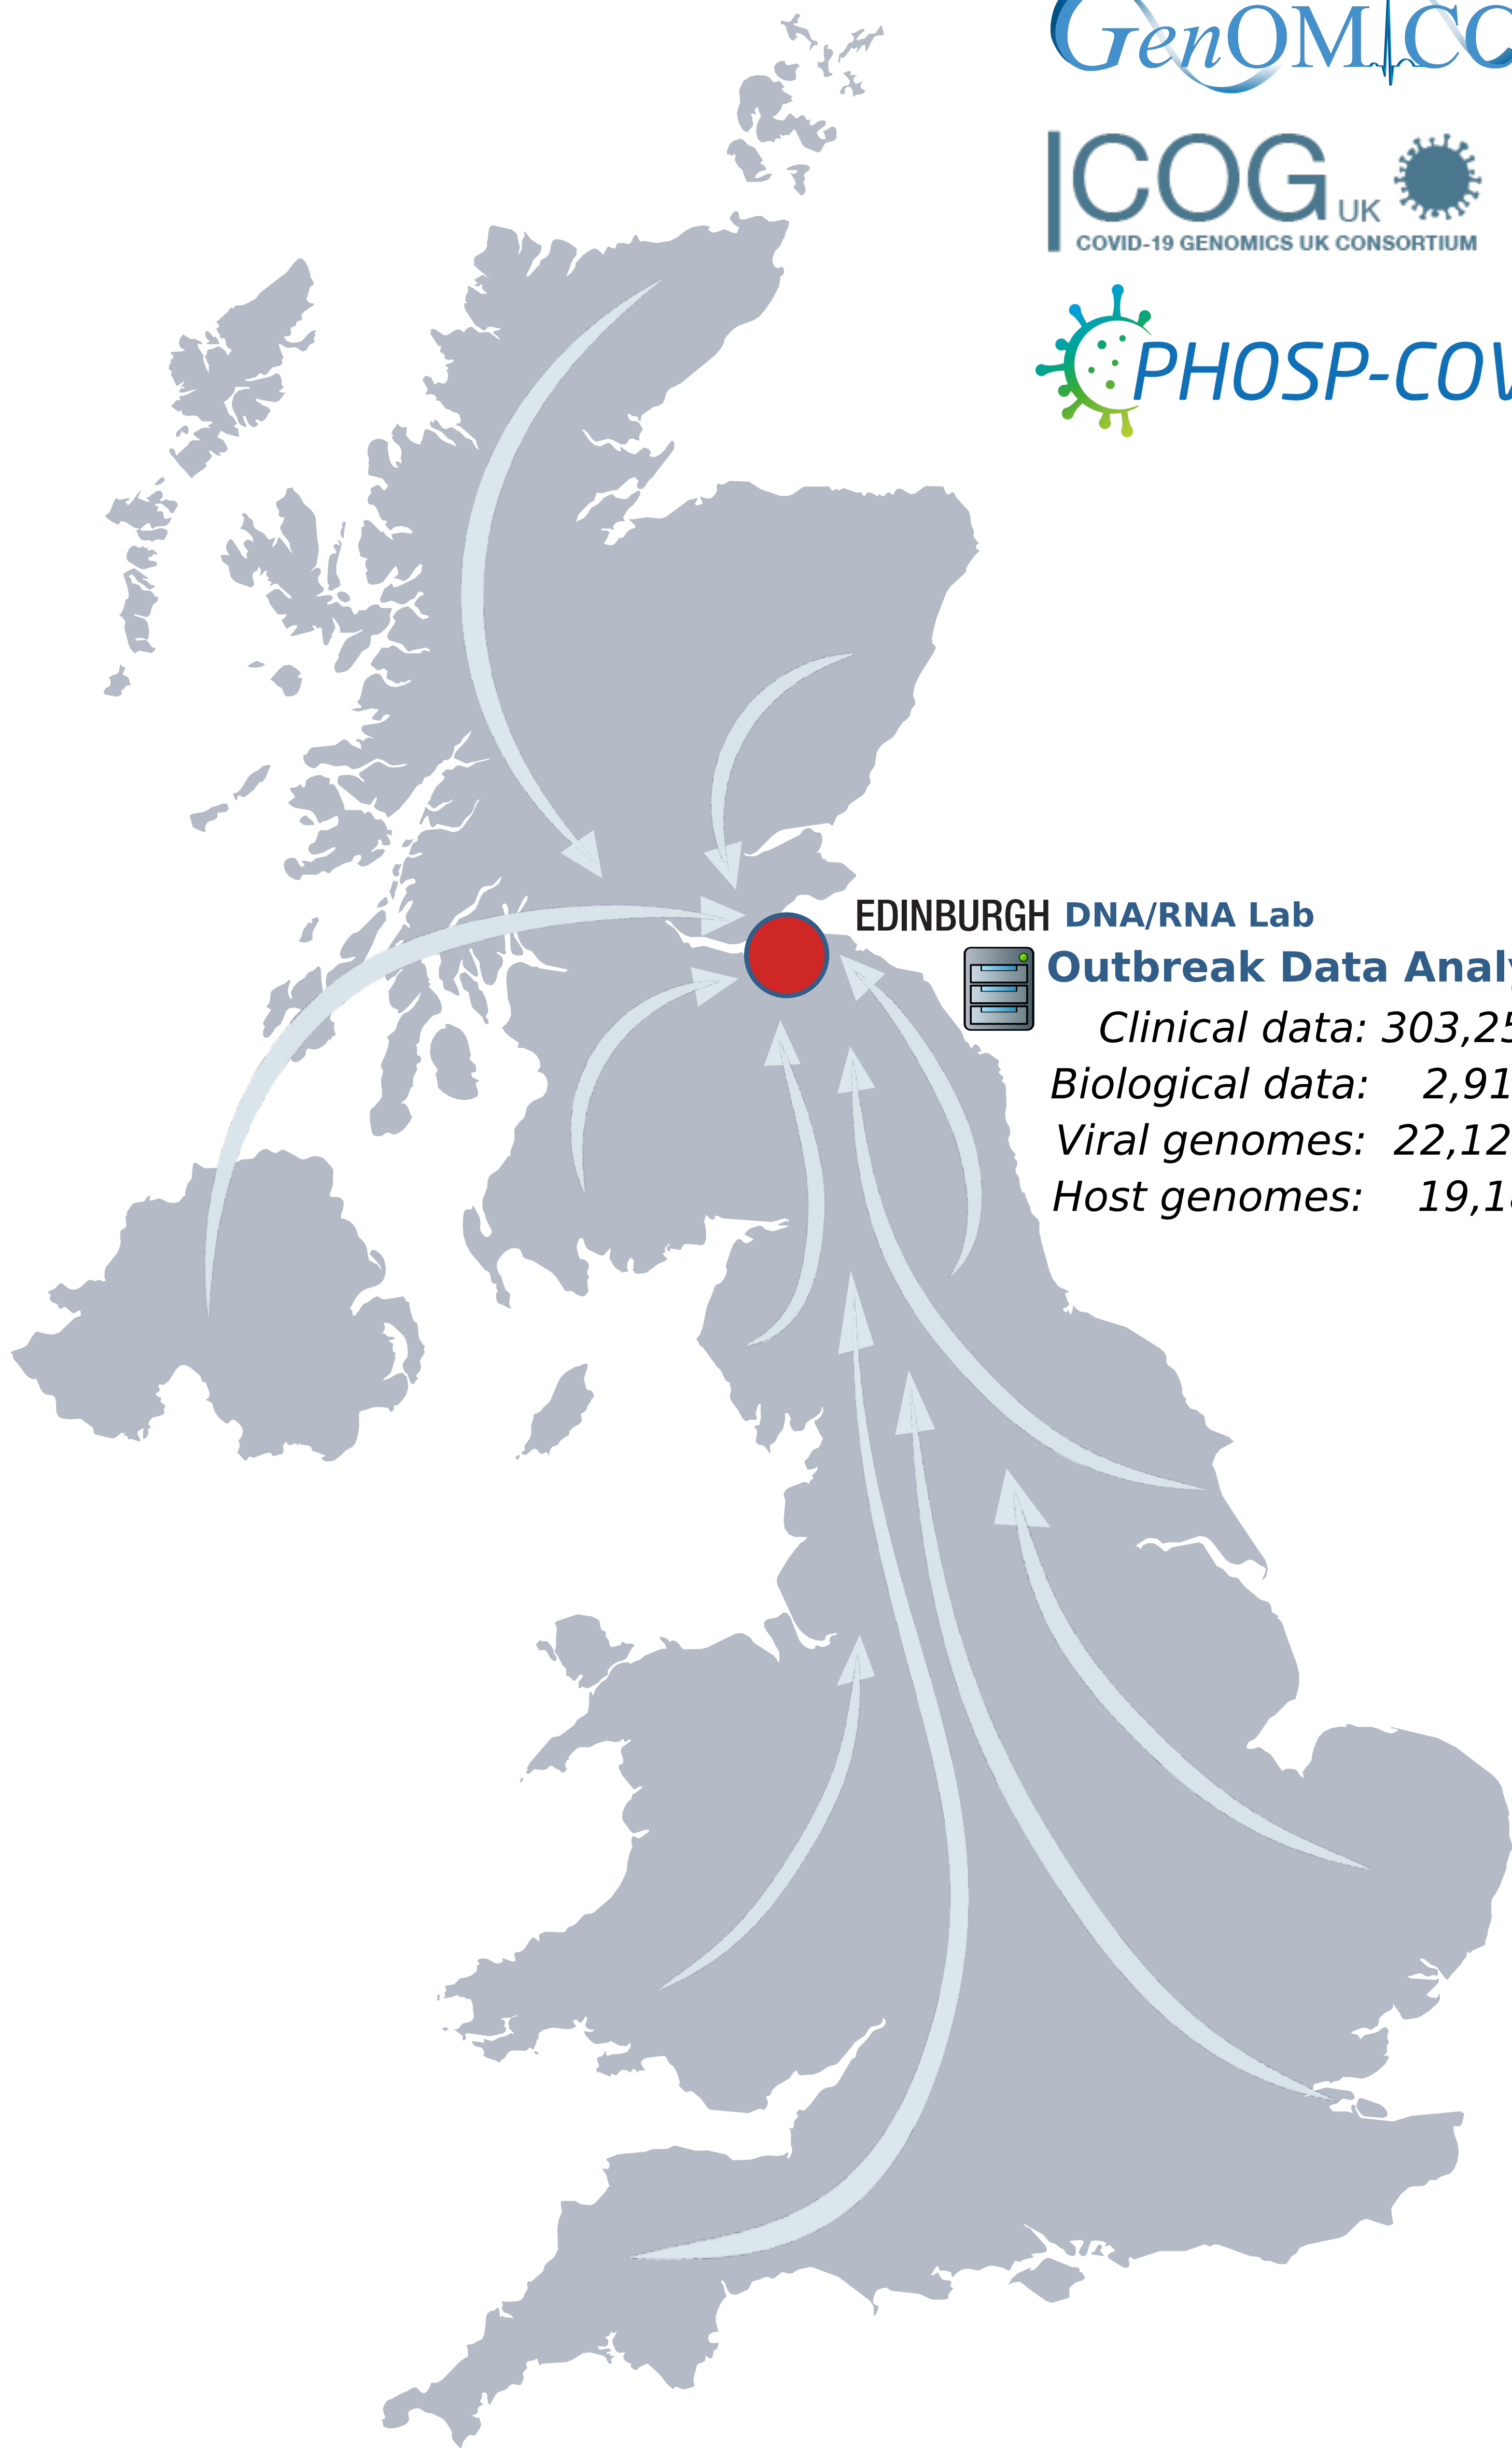 GenOMICC
COG UK
COVID-19 GENOMICS UK CONSORTIUM
PHOSP-COV
EDINBURGH DNA/RNA Lab
Outbreak Data Analy
Clinical data: 303,25
Biological data: 2,91
Viral genomes: 22,12
Host genomes: 19,1